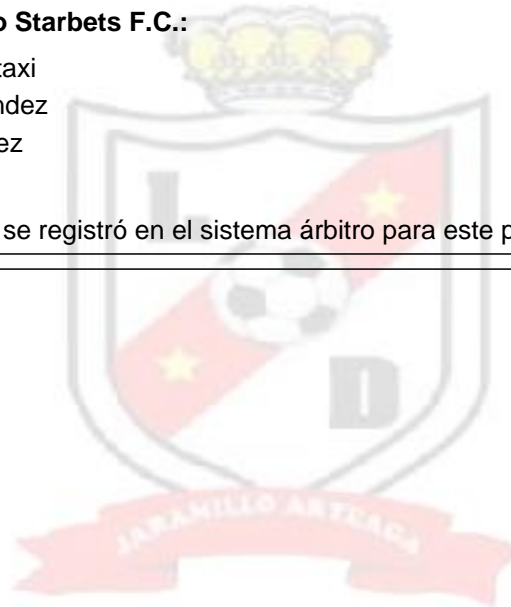 o Starbets F.C.:
taxi
ndez
ez
se registró en el sistema árbitro para este p
L
D
JARAMILLO ARTEAGA